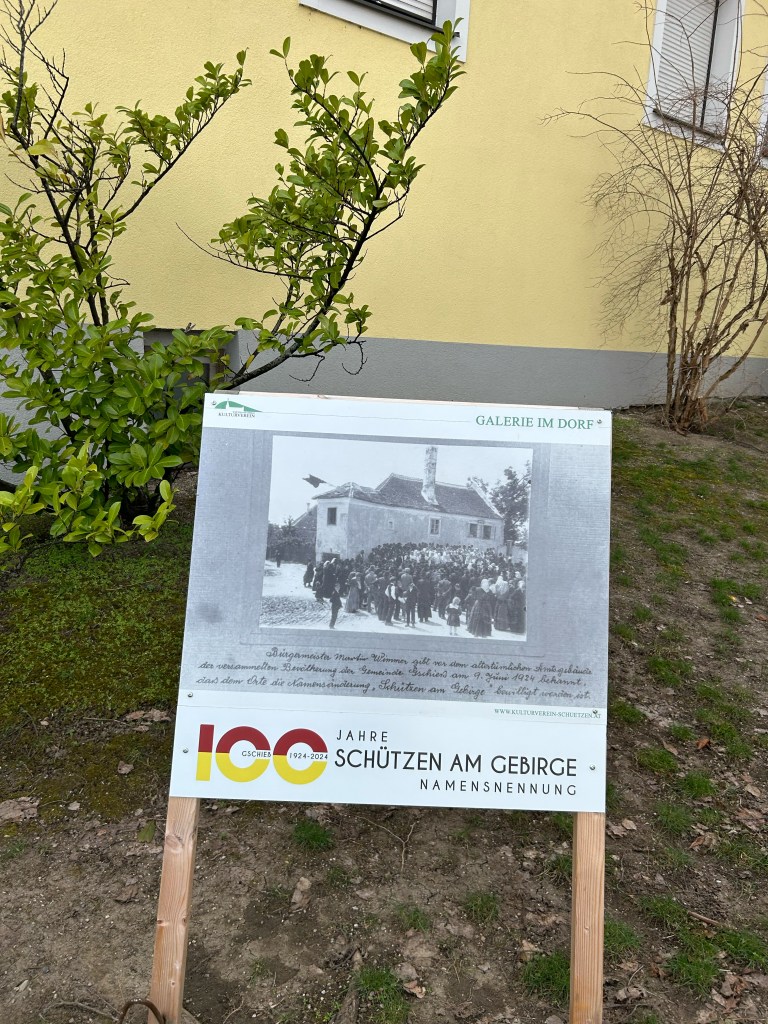 KULTURVEREIN
GALERIE IM DORF
Bürgermeister Martin Wimmer gibt vor dem altertümlichen Amtsgebäude
der versammelten Bevölkerung der Gemeinde Gschieß am 9. Juni 1924 bekannt,
dass dem Orte die Namensänderung „Schützen am Gebirge" bewilligt worden ist.
WWW.KULTURVEREIN-SCHUETZEN.AT
100
GSCHIEß 1924-2024
JAHRE
SCHÜTZEN AM GEBIRGE
NAMENSNENNUNG